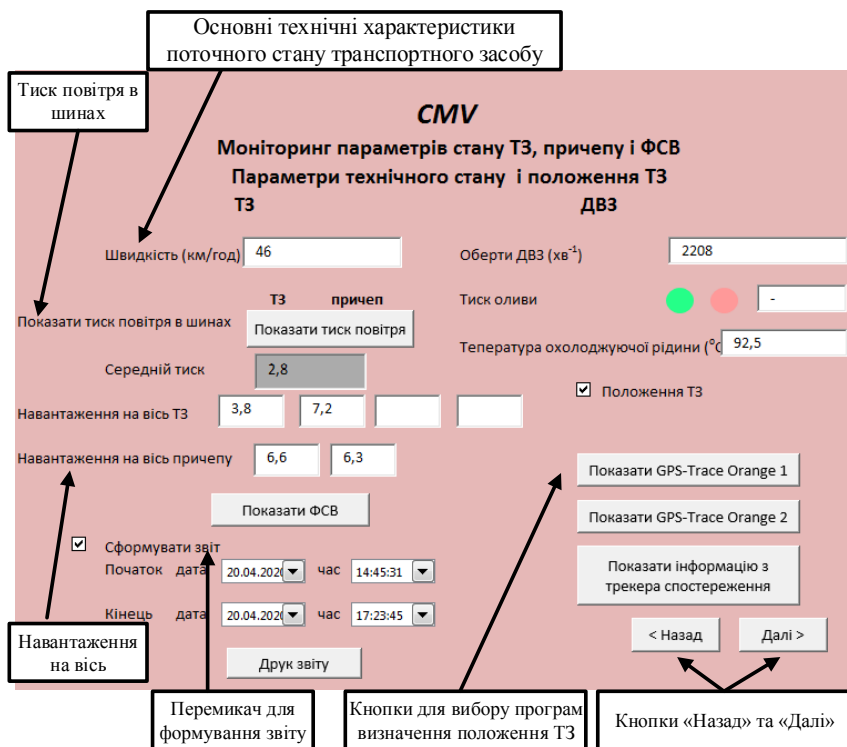 Основні технічні характеристики
поточного стану транспортного засобу
Тиск повітря в
шинах
CMV
Моніторинг параметрів стану ТЗ, причепу і ФСВ
Параметри технічного стану і положення ТЗ
ТЗ ДВЗ
Швидкість (км/год) 46 Оберти ДВЗ (хв⁻¹) 2208
ТЗ причеп
Тиск оливи -
Показати тиск повітря в шинах Показати тиск повітря
Тепература охолоджуючої рідини (⁰С 92,5
Середній тиск 2,8
Положення ТЗ
Навантаження на вісь ТЗ 3,8 7,2
Навантаження на вісь причепу 6,6 6,3
Показати GPS-Trace Orange 1
Показати ФСВ
Показати GPS-Trace Orange 2
Сформувати звіт
Початок дата 20.04.2020 час 14:45:31
Показати інформацію з
трекера спостереження
Кінець дата 20.04.2020 час 17:23:45
< Назад Далі >
Навантаження
на вісь
Друк звіту
Перемикач для
формування звіту
Кнопки для вибору програм
визначення положення ТЗ
Кнопки «Назад» та «Далі»